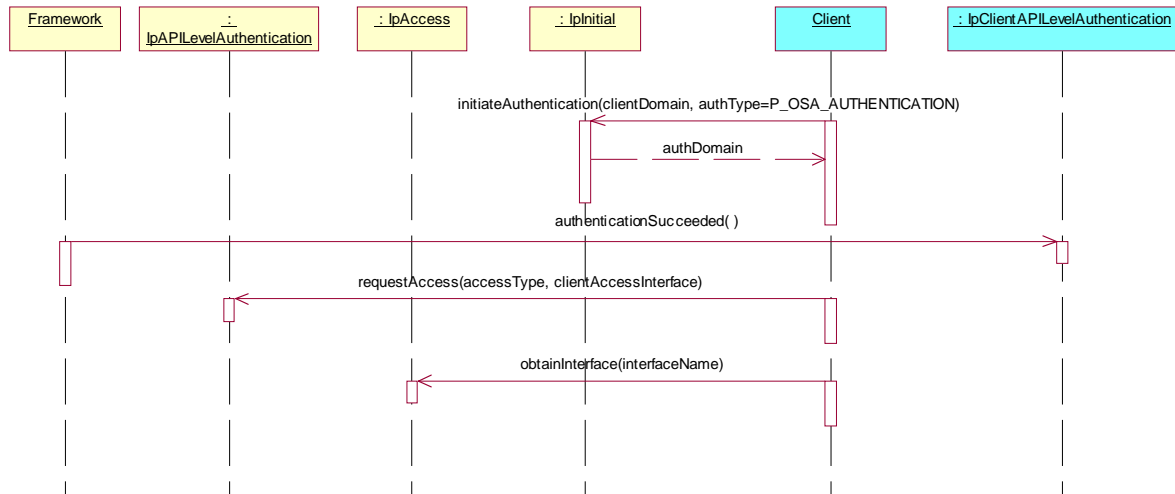 Framework
:
IpAPILevelAuthentication
: IpAccess
: IpInitial
Client
: IpClientAPILevelAuthentication
initiateAuthentication(clientDomain, authType=P_OSA_AUTHENTICATION)
authDomain
authenticationSucceeded( )
requestAccess(accessType, clientAccessInterface)
obtainInterface(interfaceName)